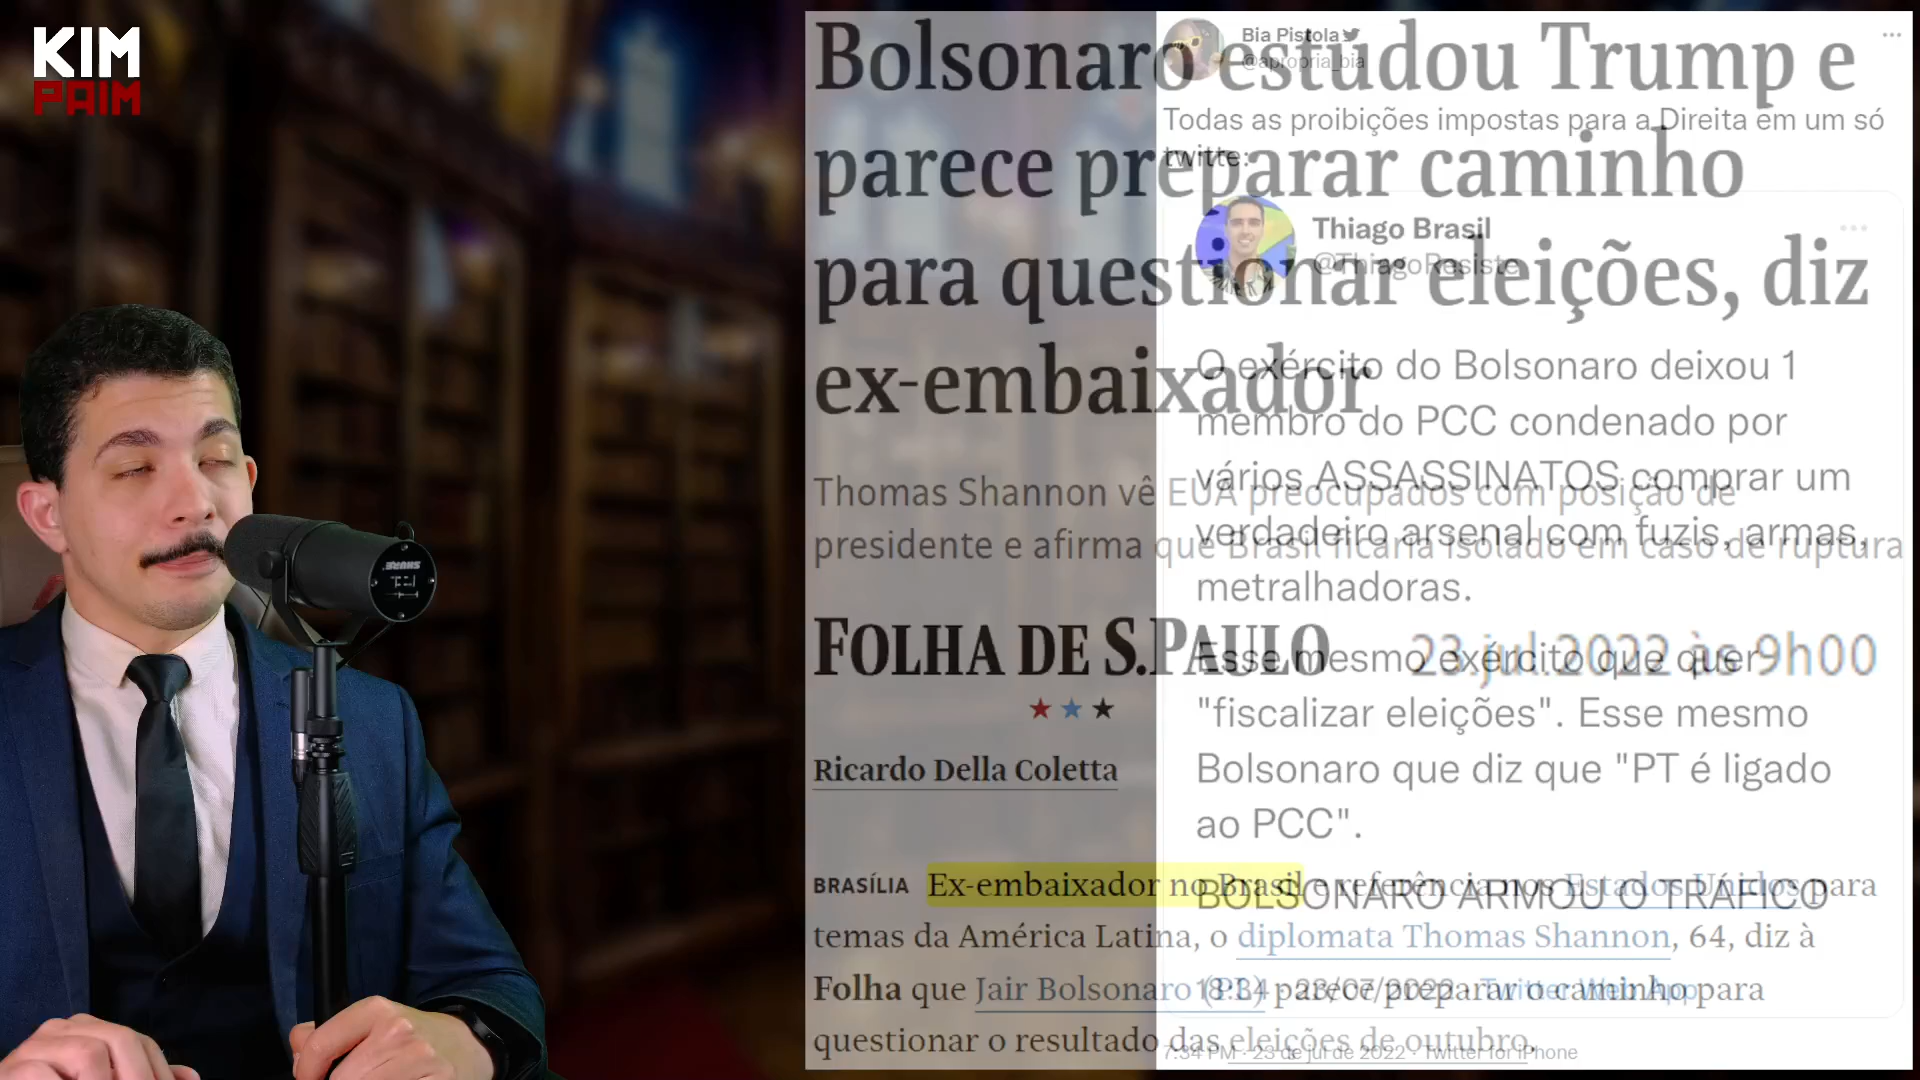 KIM
PAIM
Bolsonaro estudou Trump e
parece preparar caminho
para questionar eleições, diz
ex-embaixador
Thomas Shannon vê EUA preocupados com posição de
presidente e afirma que Brasil ficaria isolado em caso de ruptura
FOLHA DE S.PAULO
23 jul.2022 às 9h00
Ricardo Della Coletta
BRASÍLIA Ex-embaixador no Brasil e referência nos Estados Unidos para
temas da América Latina, o diplomata Thomas Shannon, 64, diz à
Folha que Jair Bolsonaro (PL) parece preparar o caminho para
questionar o resultado das eleições de outubro.
Bia Pistola
@apropria_bia
Todas as proibições impostas para a Direita em um só
twitte:
Thiago Brasil
@ThiagoResiste
O exército do Bolsonaro deixou 1
membro do PCC condenado por
vários ASSASSINATOS comprar um
verdadeiro arsenal com fuzis, armas,
metralhadoras.
Esse mesmo exército que quer
"fiscalizar eleições". Esse mesmo
Bolsonaro que diz que "PT é ligado
ao PCC".
BOLSONARO ARMOU O TRÁFICO
23/07/2022 · Twitter Web App
7:34 PM · 23 de jul de 2022 · Twitter for iPhone
SHURE